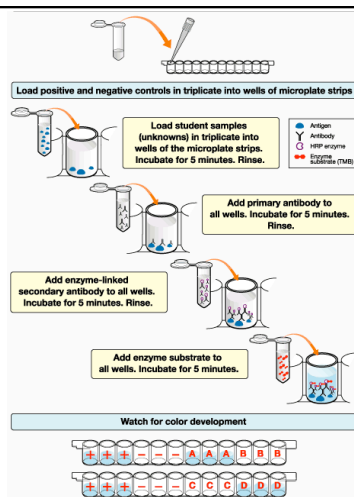 Load positive and negative controls in triplicate into wells of microplate strips
Load student samples
(unknowns) in triplicate into
wells of the microplate strips.
Incubate for 5 minutes. Rinse.
Antigen
Antibody
HRP enzyme
Enzyme
substrate (TMB)
Add primary antibody to
all wells. Incubate for 5 minutes.
Rinse.
Add enzyme-linked
secondary antibody to all wells.
Incubate for 5 minutes. Rinse.
Add enzyme substrate to
all wells. Incubate for 5 minutes.
Watch for color development
+ + + – – – A A A B B B
+ + + – – – C C C D D D